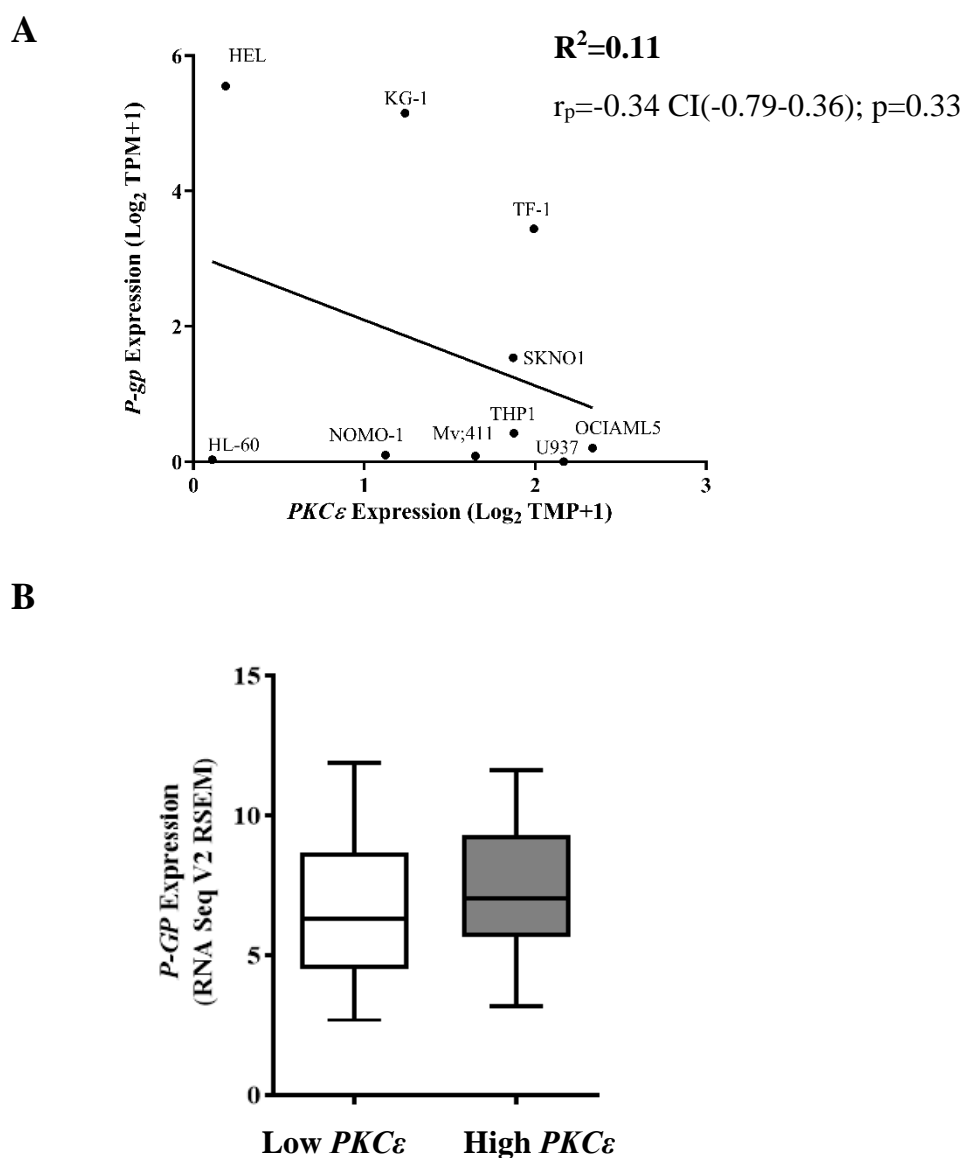 A
R²=0.11
rₚ=-0.34 CI(-0.79-0.36); p=0.33
P-gp Expression (Log₂ TPM+1)
6
4
2
0
HEL
KG-1
TF-1
SKNO1
THP1
OCIAML5
HL-60
NOMO-1
Mv;411
U937
0
1
2
3
PKCε Expression (Log₂ TMP+1)
B
P-GP Expression
(RNA Seq V2 RSEM)
15
10
5
0
Low PKCε
High PKCε